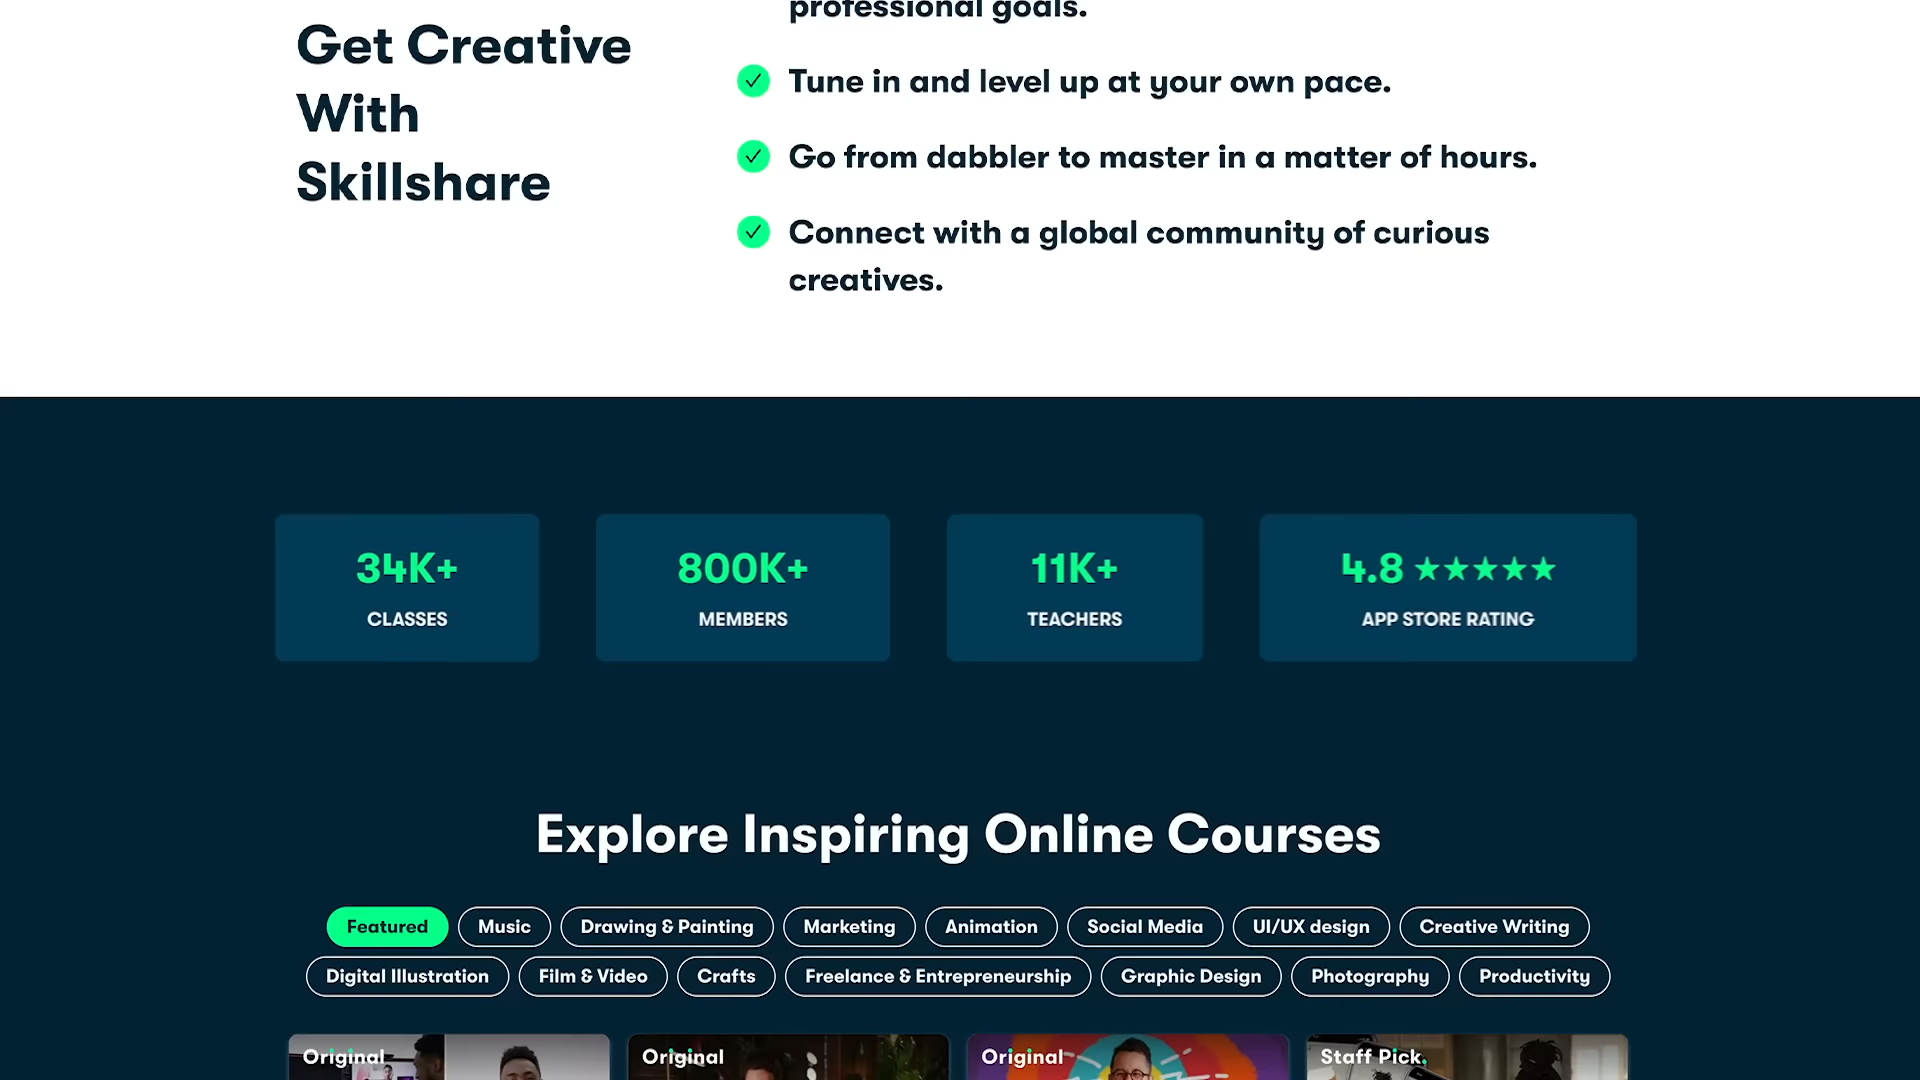 professional goals.
Get Creative
With
Skillshare
Tune in and level up at your own pace.
Go from dabbler to master in a matter of hours.
Connect with a global community of curious
creatives.
34K+
CLASSES
800K+
MEMBERS
11K+
TEACHERS
4.8 ★★★★★
APP STORE RATING
Explore Inspiring Online Courses
Featured Music Drawing & Painting Marketing Animation Social Media UI/UX design Creative Writing
Digital Illustration Film & Video Crafts Freelance & Entrepreneurship Graphic Design Photography Productivity
Original Original Original Staff Pick.